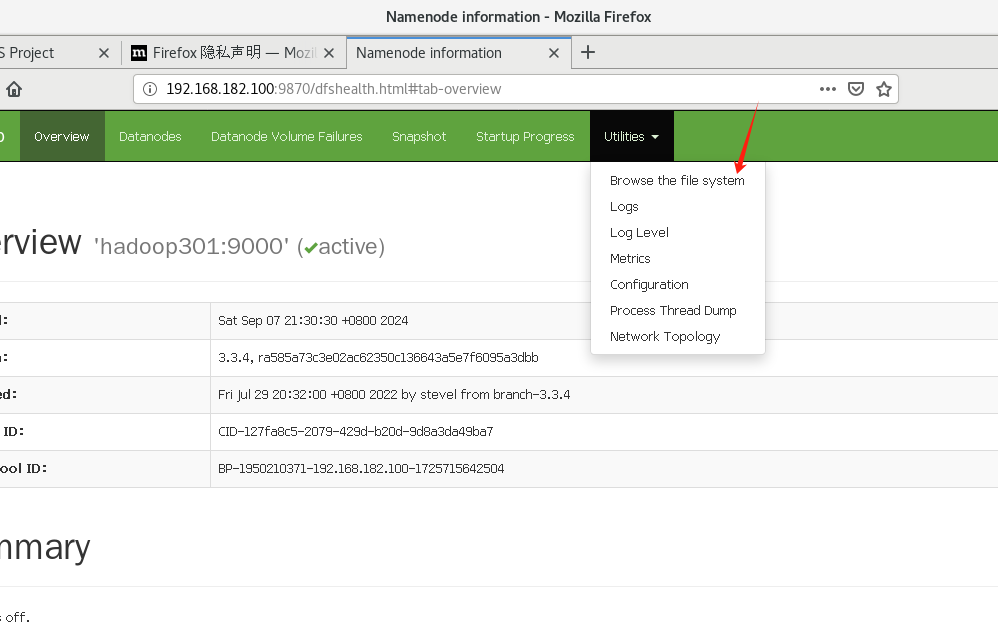 Namenode information - Mozilla Firefox
S Project
Firefox 隐私声明 — Mozi
Namenode information
192.168.182.100:9870/dfshealth.html#tab-overview
Overview
Datanodes
Datanode Volume Failures
Snapshot
Startup Progress
Utilities
Browse the file system
Logs
Log Level
Metrics
Configuration
Process Thread Dump
Network Topology
rview 'hadoop301:9000' (✔active)
d:
Sat Sep 07 21:30:30 +0800 2024
n:
3.3.4, ra585a73c3e02ac62350c136643a5e7f6095a3dbb
ed:
Fri Jul 29 20:32:00 +0800 2022 by stevel from branch-3.3.4
ID:
CID-127fa8c5-2079-429d-b20d-9d8a3da49ba7
ool ID:
BP-1950210371-192.168.182.100-1725715642504
mmary
s off.